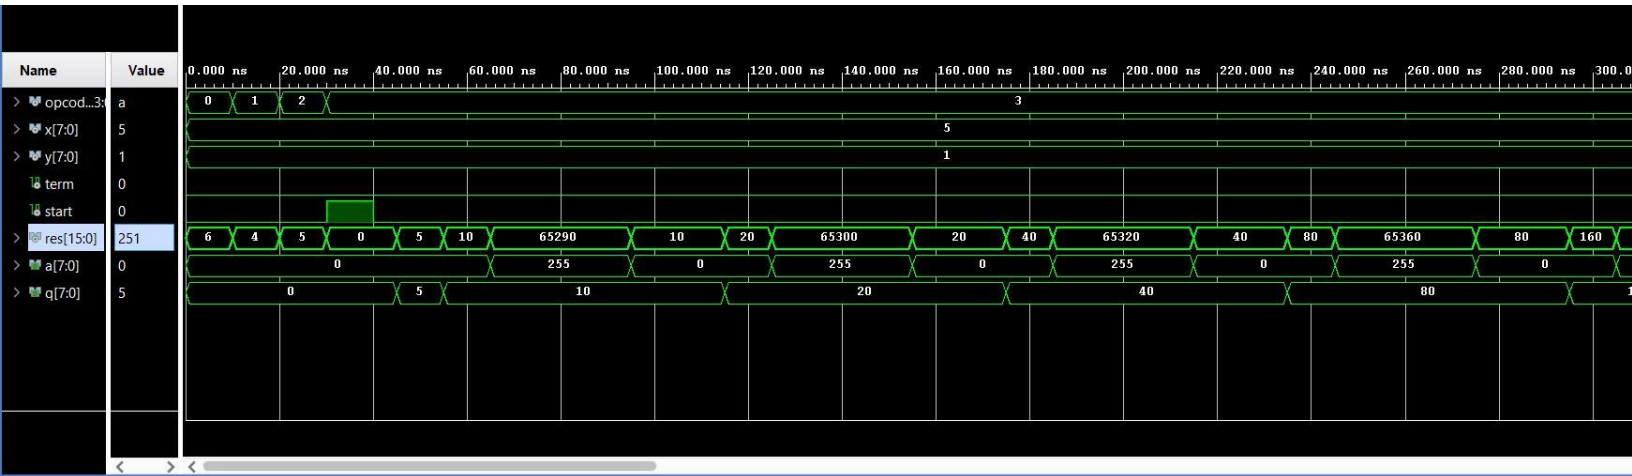 Name Value 0.000 ns 20.000 ns 40.000 ns 60.000 ns 80.000 ns 100.000 ns 120.000 ns 140.000 ns 160.000 ns 180.000 ns 200.000 ns 220.000 ns 240.000 ns 260.000 ns 280.000 ns 300.0
opcod...3:0 a 0 1 2 3
x[7:0] 5 5
y[7:0] 1 1
term 0
start 0
res[15:0] 251 6 4 5 0 5 10 65290 10 20 65300 20 40 65320 40 80 65360 80 160
a[7:0] 0 0 255 0 255 0 255 0 255 0
q[7:0] 5 0 5 10 20 40 80 1